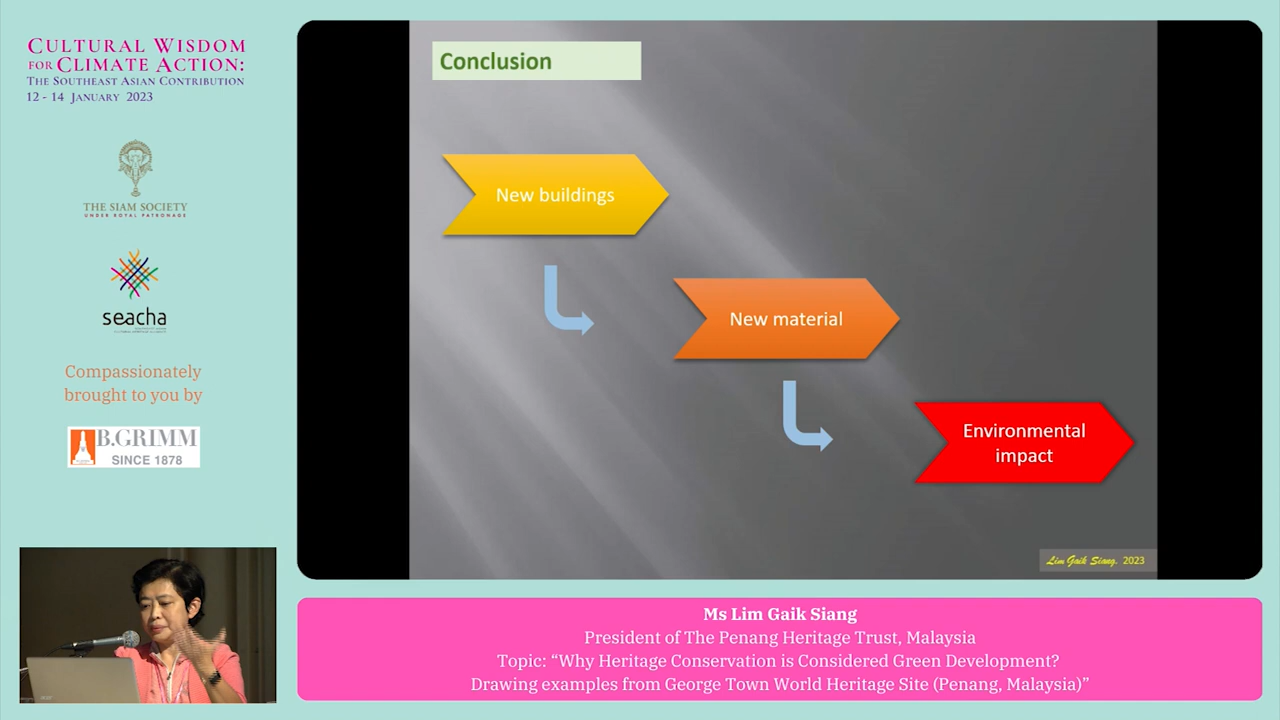 CULTURAL WISDOM
FOR CLIMATE ACTION:
THE SOUTHEAST ASIAN CONTRIBUTION
12 - 14 JANUARY 2023
THE SIAM SOCIETY
UNDER ROYAL PATRONAGE
seacha
Compassionately
brought to you by
B.GRIMM
SINCE 1878
Conclusion
New buildings
New material
Environmental
impact
Lim Gaik Siang. 2023
Ms Lim Gaik Siang
President of The Penang Heritage Trust, Malaysia
Topic: “Why Heritage Conservation is Considered Green Development?
Drawing examples from George Town World Heritage Site (Penang, Malaysia)”